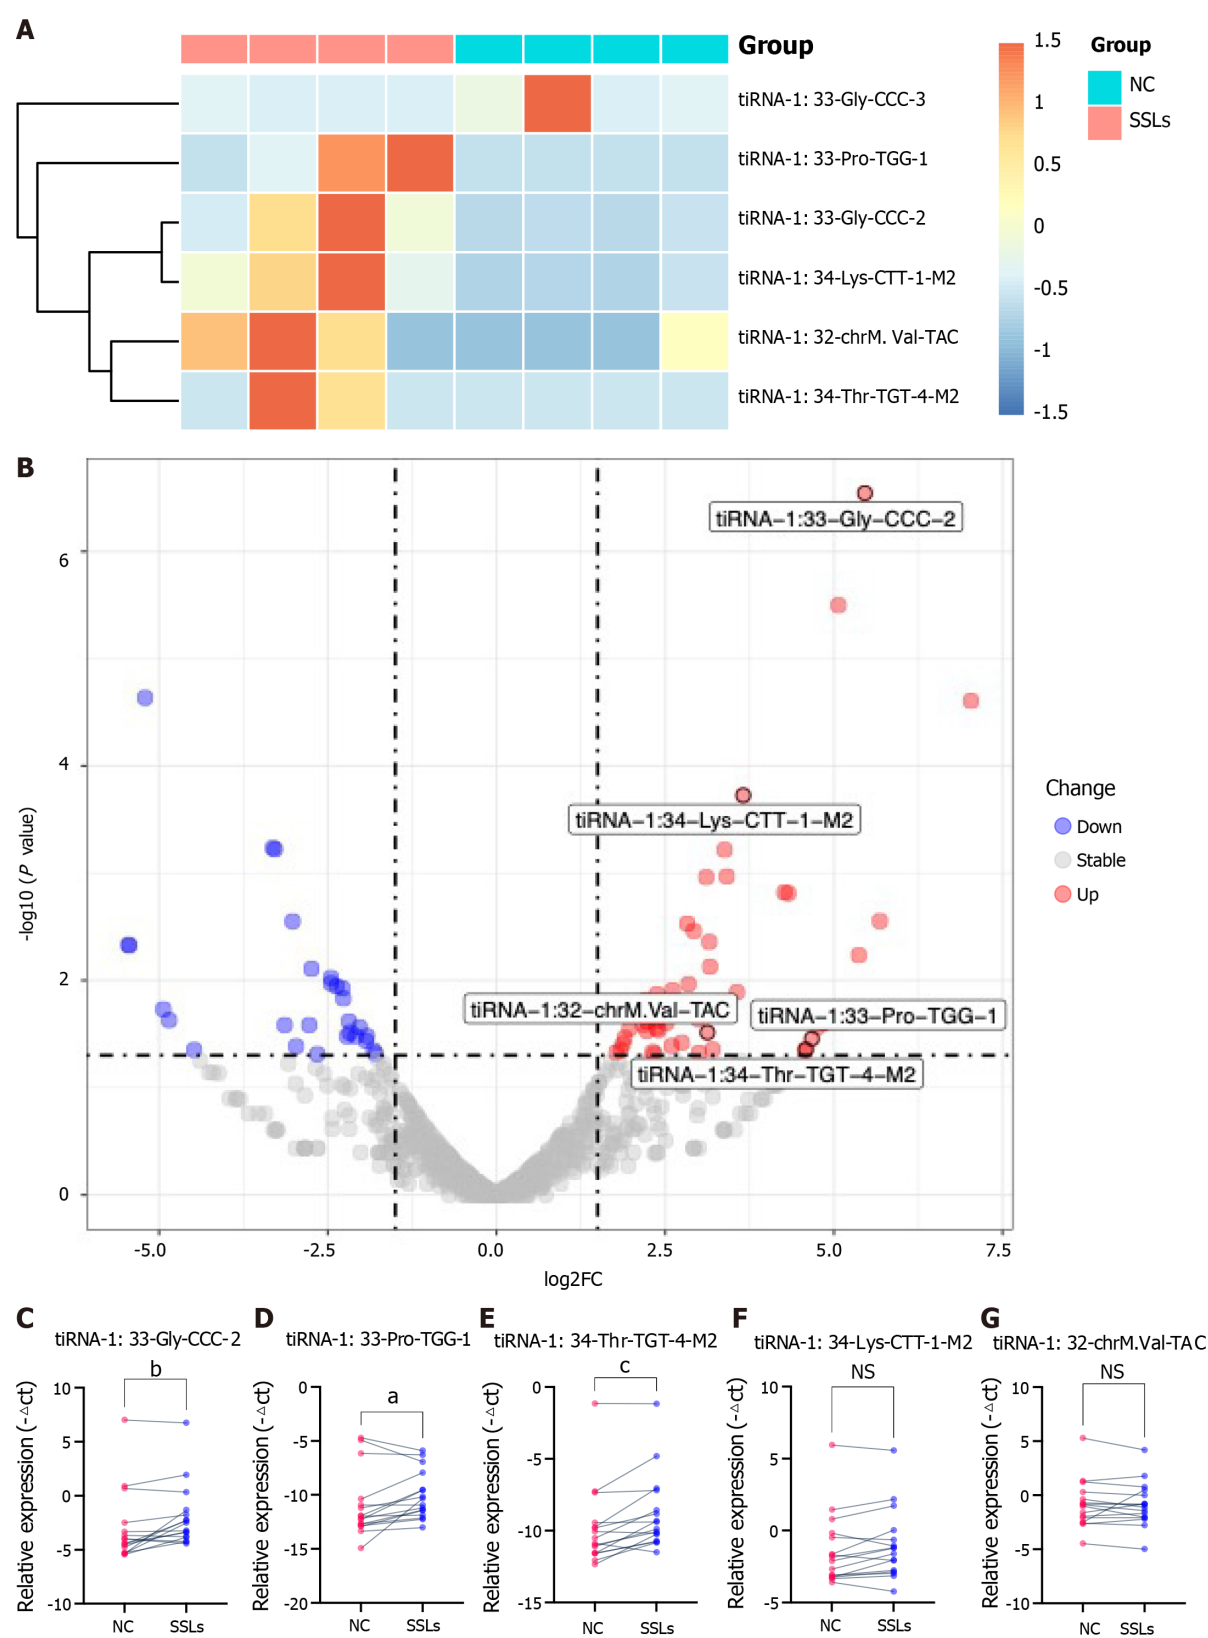 A
Group
tiRNA-1: 33-Gly-CCC-3
tiRNA-1: 33-Pro-TGG-1
tiRNA-1: 33-Gly-CCC-2
tiRNA-1: 34-Lys-CTT-1-M2
tiRNA-1: 32-chrM. Val-TAC
tiRNA-1: 34-Thr-TGT-4-M2
1.5
1
0.5
0
-0.5
-1
-1.5
Group
NC
SSLs
B
tiRNA−1:33−Gly−CCC−2
tiRNA−1:34−Lys−CTT−1−M2
tiRNA−1:32−chrM.Val−TAC
tiRNA−1:33−Pro−TGG−1
tiRNA−1:34−Thr−TGT−4−M2
6
4
2
0
-log10 (P value)
-5.0 -2.5 0.0 2.5 5.0 7.5
log2FC
Change
Down
Stable
Up
C
tiRNA-1: 33-Gly-CCC-2
b
Relative expression (-△ct)
10
5
0
-5
-10
NC SSLs
D
tiRNA-1: 33-Pro-TGG-1
a
Relative expression (-△ct)
0
-5
-10
-15
-20
NC SSLs
E
tiRNA-1: 34-Thr-TGT-4-M2
c
Relative expression (-△ct)
0
-5
-10
-15
NC SSLs
F
tiRNA-1: 34-Lys-CTT-1-M2
NS
Relative expression (-△ct)
10
5
0
-5
NC SSLs
G
tiRNA-1: 32-chrM.Val-TAC
NS
Relative expression (-△ct)
10
5
0
-5
-10
NC SSLs